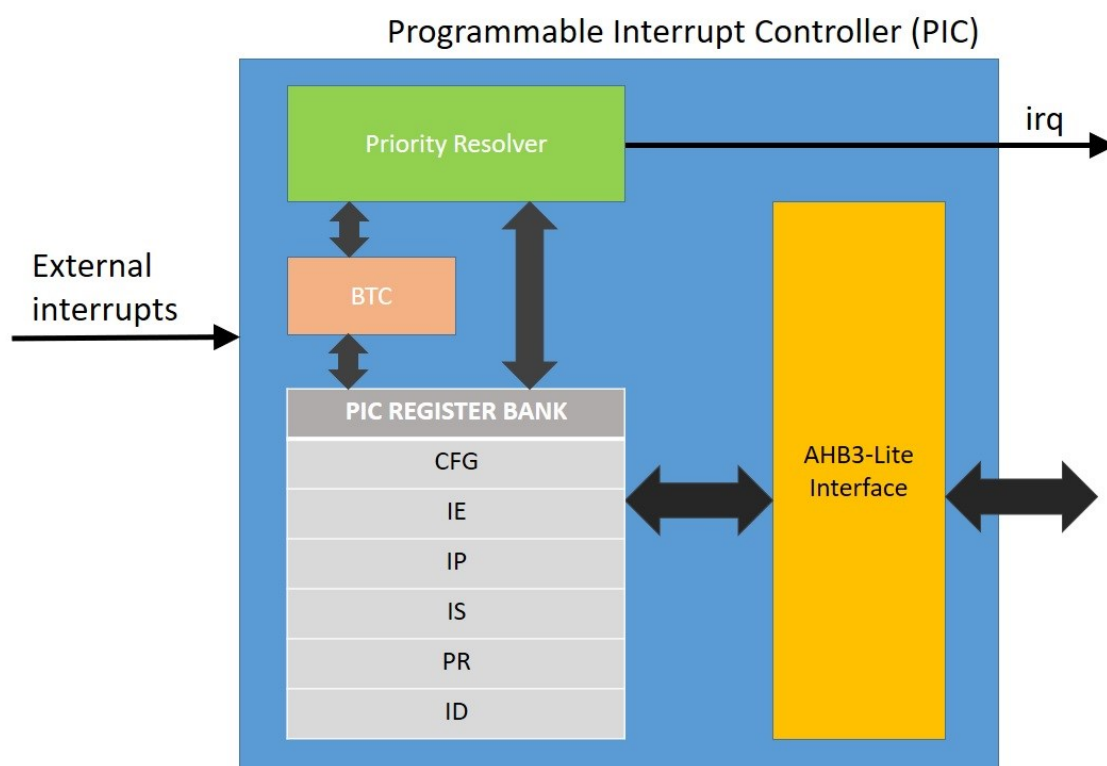 Programmable Interrupt Controller (PIC)
Priority Resolver
irq
External
interrupts
BTC
PIC REGISTER BANK
CFG
IE
IP
IS
PR
ID
AHB3-Lite
Interface